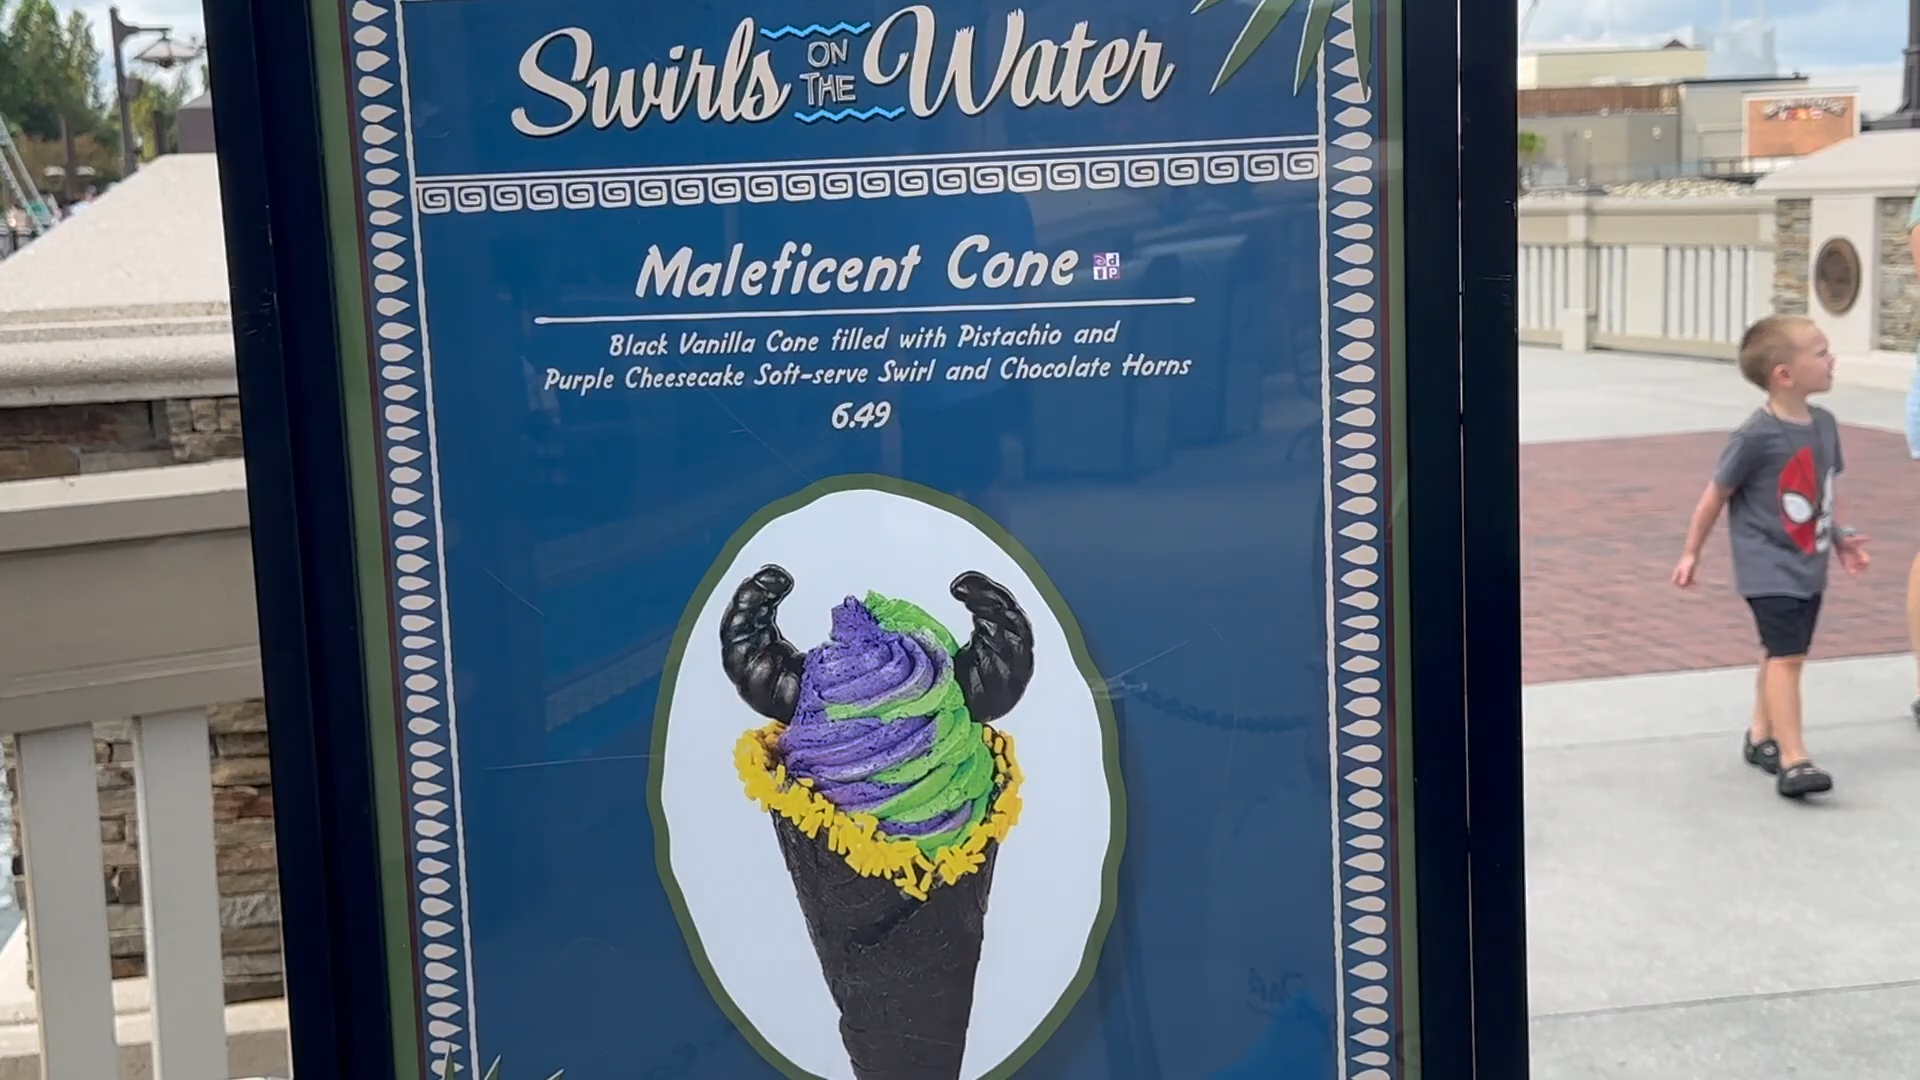 Swirls ON THE Water
Maleficent Cone
Black Vanilla Cone filled with Pistachio and
Purple Cheesecake Soft-serve Swirl and Chocolate Horns
6.49